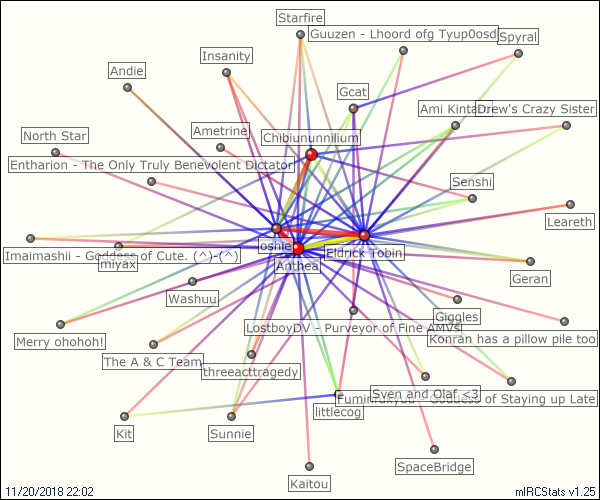 Starfire
Guuzen - Lhoord ofg Tyup0osd
Spyral
Insanity
Andie
Gcat
Ami Kintaro
Drew's Crazy Sister
North Star
Ametrine
Chibiununnilium
Entharion - The Only Truly Benevolent Dictator
Senshi
Leareth
Imaimashii - Goddess of Cute. (^)-(^)
miyax
oshie
Anthea
Eldrick Tobin
Geran
Washuu
Giggles
LostboyDV - Purveyor of Fine AMVs
Merry ohohoh!
Konran has a pillow pile too
The A & C Team
threeacttragedy
Sven and Olaf <3
Goddess of Staying up Late
littlecog
Kit
Sunnie
SpaceBridge
Kaitou
11/20/2018 22:02
mIRCStats v1.25